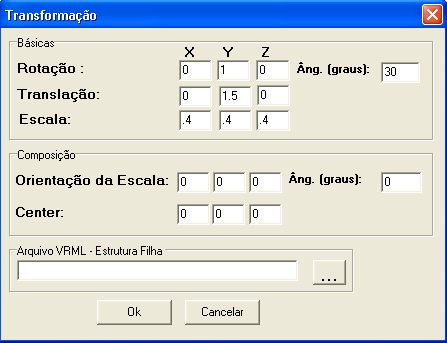 Transformação
Básicas
X Y Z
Rotação : 0 1 0 Âng. (graus): 30
Translação: 0 1.5 0
Escala: .4 .4 .4
Composição
Orientação da Escala: 0 0 0 Âng. (graus): 0
Center: 0 0 0
Arquivo VRML - Estrutura Filha
...
Ok Cancelar